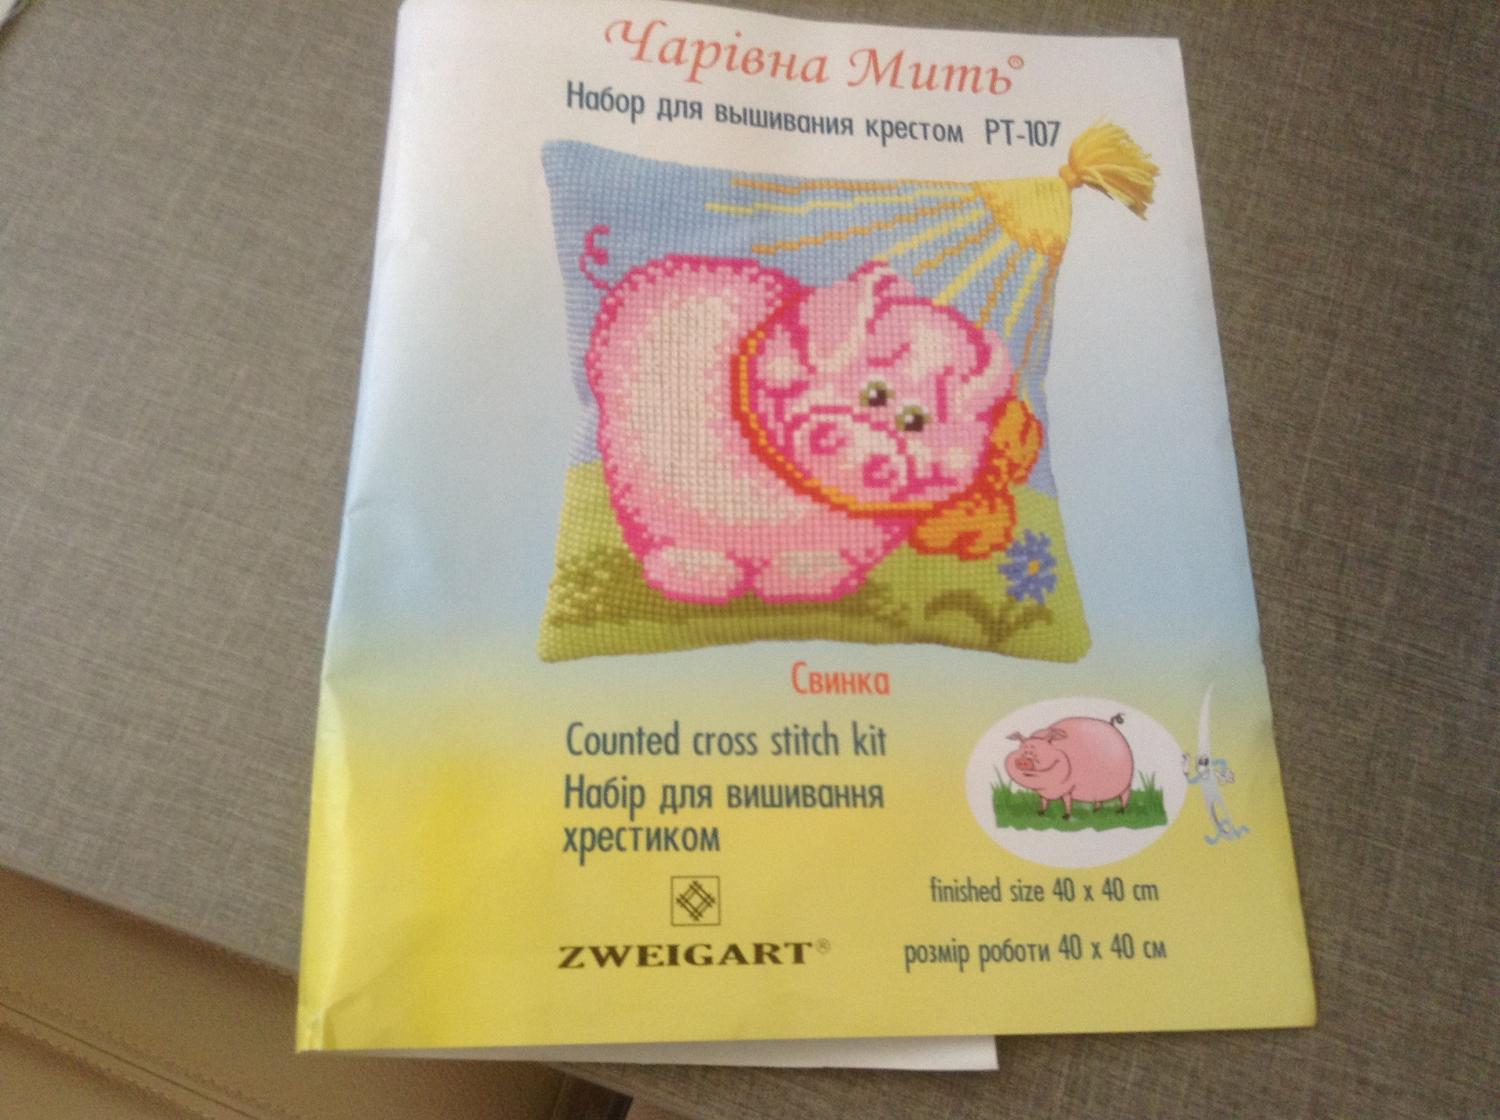 Чарівна Мить®
Набор для вышивания крестом PT-107
Свинка
Counted cross stitch kit
Набір для вишивання
хрестиком
ZWEIGART®
finished size 40 x 40 cm
розмір роботи 40 x 40 см